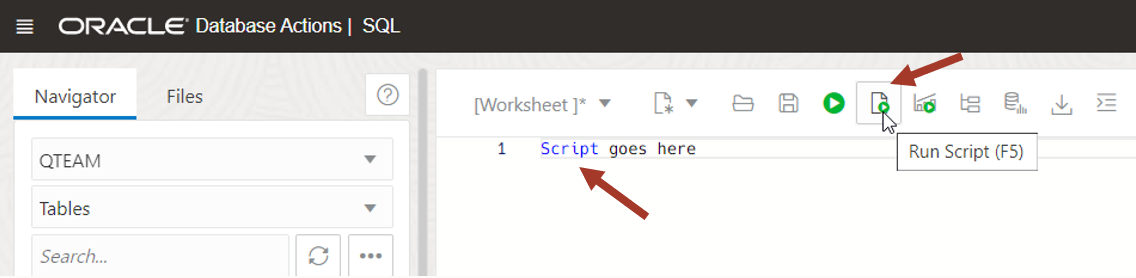 ORACLE Database Actions | SQL
Navigator Files
[Worksheet ]*
QTEAM
Tables
Search...
1 Script goes here
Run Script (F5)